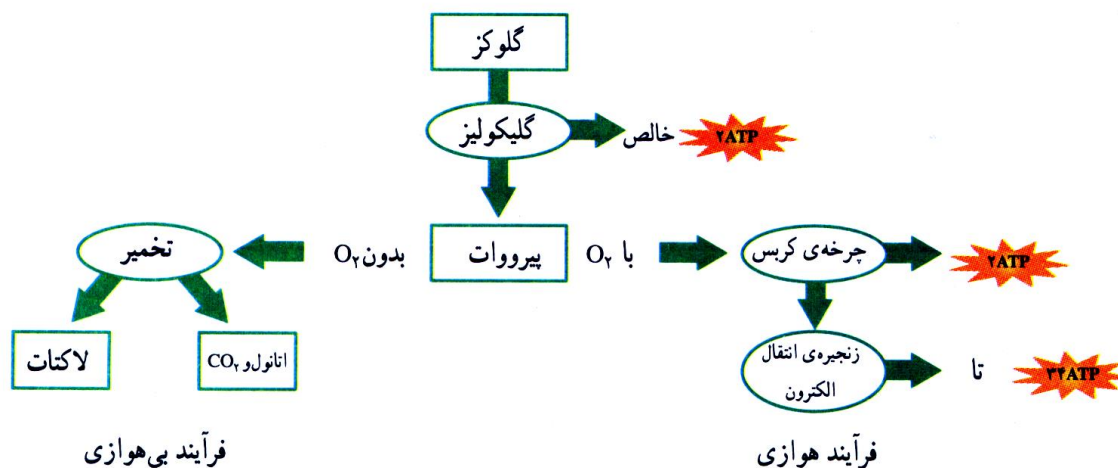 گلوکز
گلیکولیز
خالص
۲ATP
تخمیر
بدون O۲
پیرووات
با O۲
چرخه‌ی کربس
۲ATP
لاکتات
اتانول و CO۲
زنجیره‌ی انتقال
الکترون
تا
۳۴ATP
فرآیند بی‌هوازی
فرآیند هوازی